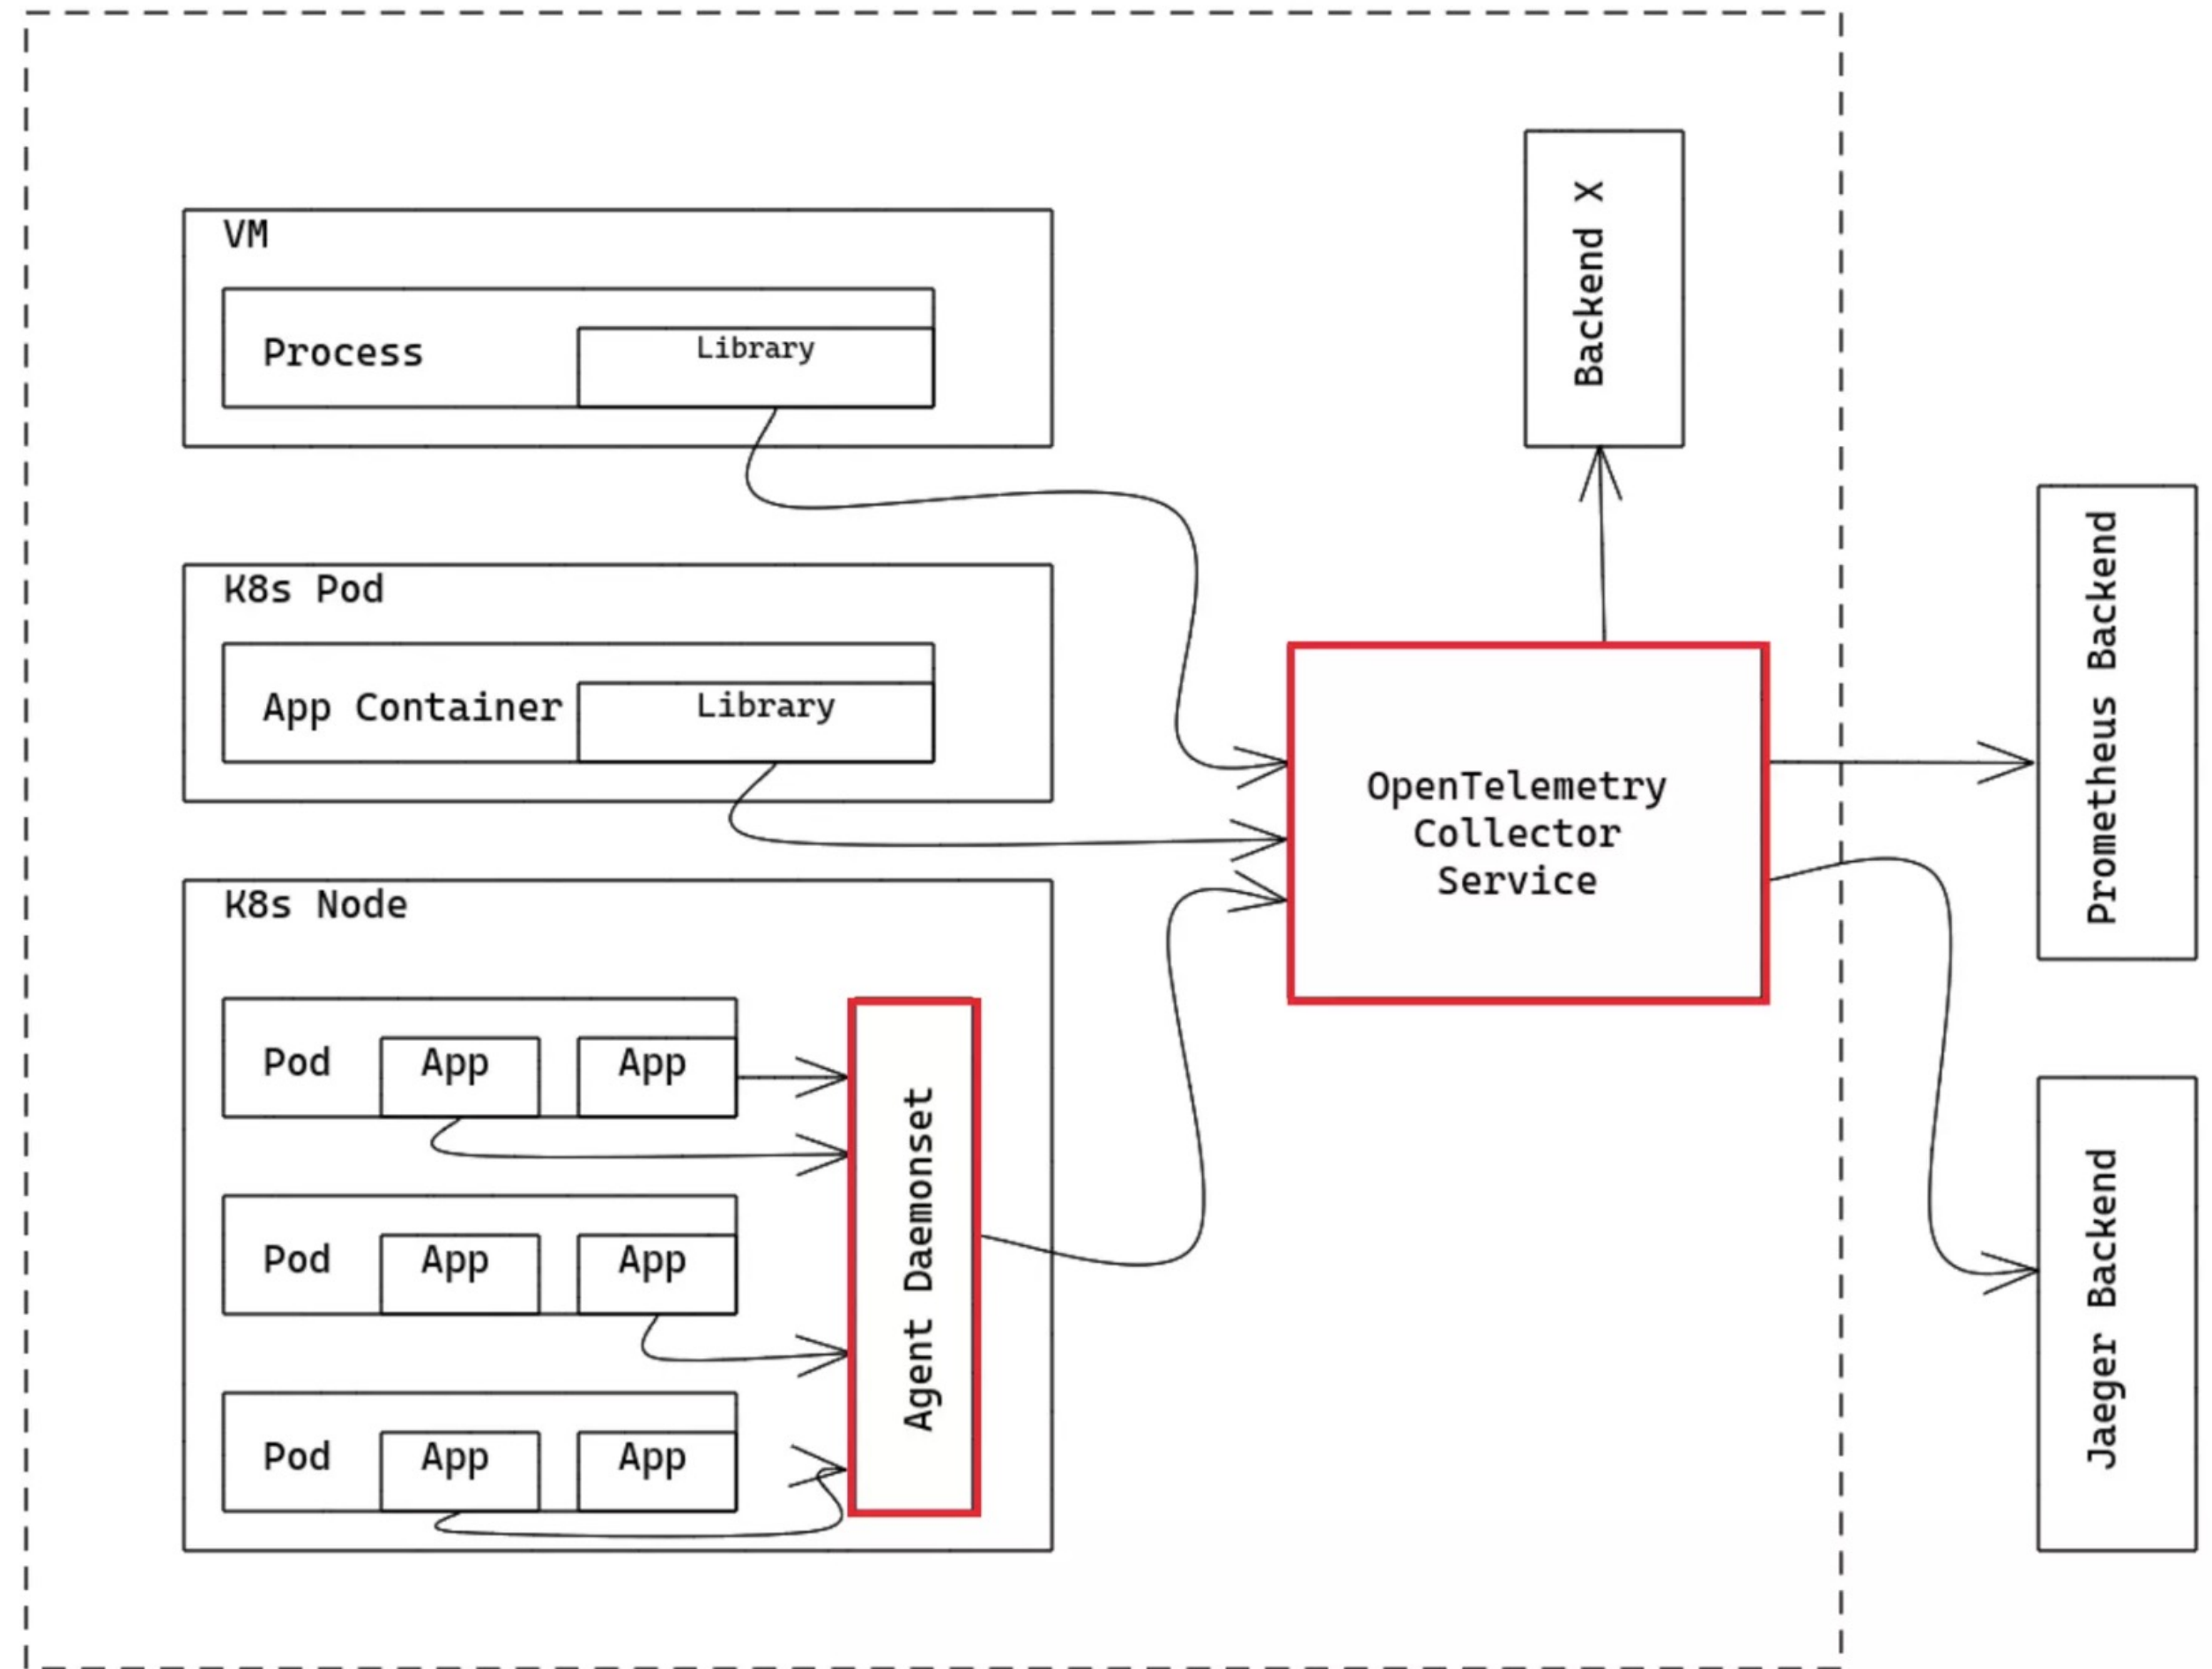 VM
Process
Library
K8s Pod
App Container
Library
K8s Node
Pod
App
App
Pod
App
App
Pod
App
App
Agent Daemonset
OpenTelemetry
Collector
Service
Backend X
Prometheus Backend
Jaeger Backend